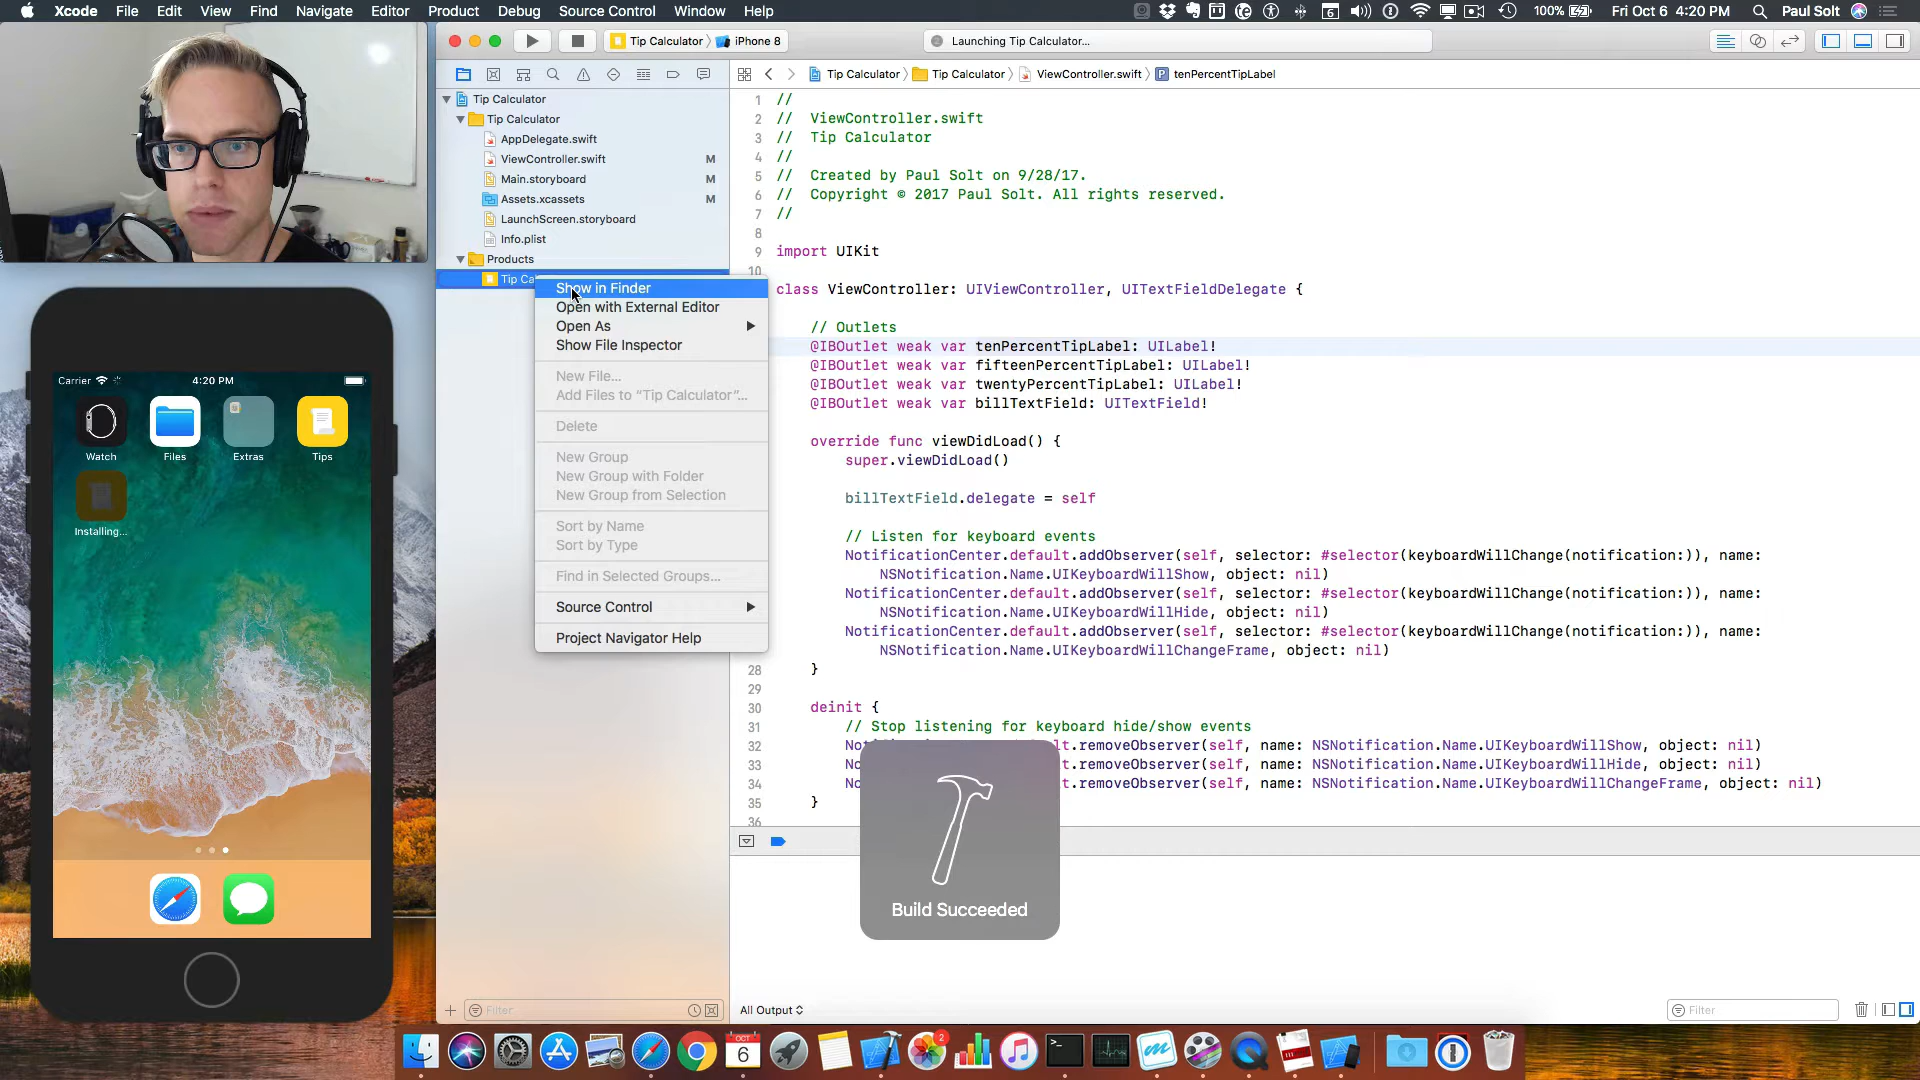 Xcode File Edit View Find Navigate Editor Product Debug Source Control Window Help
6 100% Fri Oct 6 4:20 PM Paul Solt
Tip Calculator iPhone 8
Launching Tip Calculator...
Tip Calculator Tip Calculator ViewController.swift P tenPercentTipLabel
Tip Calculator
Tip Calculator
AppDelegate.swift
ViewController.swift M
Main.storyboard M
Assets.xcassets M
LaunchScreen.storyboard
Info.plist
Products
Tip Ca
Show in Finder
Open with External Editor
Open As
Show File Inspector
New File...
Add Files to “Tip Calculator”...
Delete
New Group
New Group with Folder
New Group from Selection
Sort by Name
Sort by Type
Find in Selected Groups...
Source Control
Project Navigator Help
1 //
2 // ViewController.swift
3 // Tip Calculator
4 //
5 // Created by Paul Solt on 9/28/17.
6 // Copyright © 2017 Paul Solt. All rights reserved.
7 //
8
9 import UIKit
10
class ViewController: UIViewController, UITextFieldDelegate {
// Outlets
@IBOutlet weak var tenPercentTipLabel: UILabel!
@IBOutlet weak var fifteenPercentTipLabel: UILabel!
@IBOutlet weak var twentyPercentTipLabel: UILabel!
@IBOutlet weak var billTextField: UITextField!
override func viewDidLoad() {
super.viewDidLoad()
billTextField.delegate = self
// Listen for keyboard events
NotificationCenter.default.addObserver(self, selector: #selector(keyboardWillChange(notification:)), name:
NSNotification.Name.UIKeyboardWillShow, object: nil)
NotificationCenter.default.addObserver(self, selector: #selector(keyboardWillChange(notification:)), name:
NSNotification.Name.UIKeyboardWillHide, object: nil)
NotificationCenter.default.addObserver(self, selector: #selector(keyboardWillChange(notification:)), name:
NSNotification.Name.UIKeyboardWillChangeFrame, object: nil)
28 }
29
30 deinit {
31 // Stop listening for keyboard hide/show events
32 No t.removeObserver(self, name: NSNotification.Name.UIKeyboardWillShow, object: nil)
33 No t.removeObserver(self, name: NSNotification.Name.UIKeyboardWillHide, object: nil)
34 No t.removeObserver(self, name: NSNotification.Name.UIKeyboardWillChangeFrame, object: nil)
35 }
36
Build Succeeded
Carrier 4:20 PM
Watch Files Extras Tips
Installing...
Filter
All Output
Filter
OCT
6
2